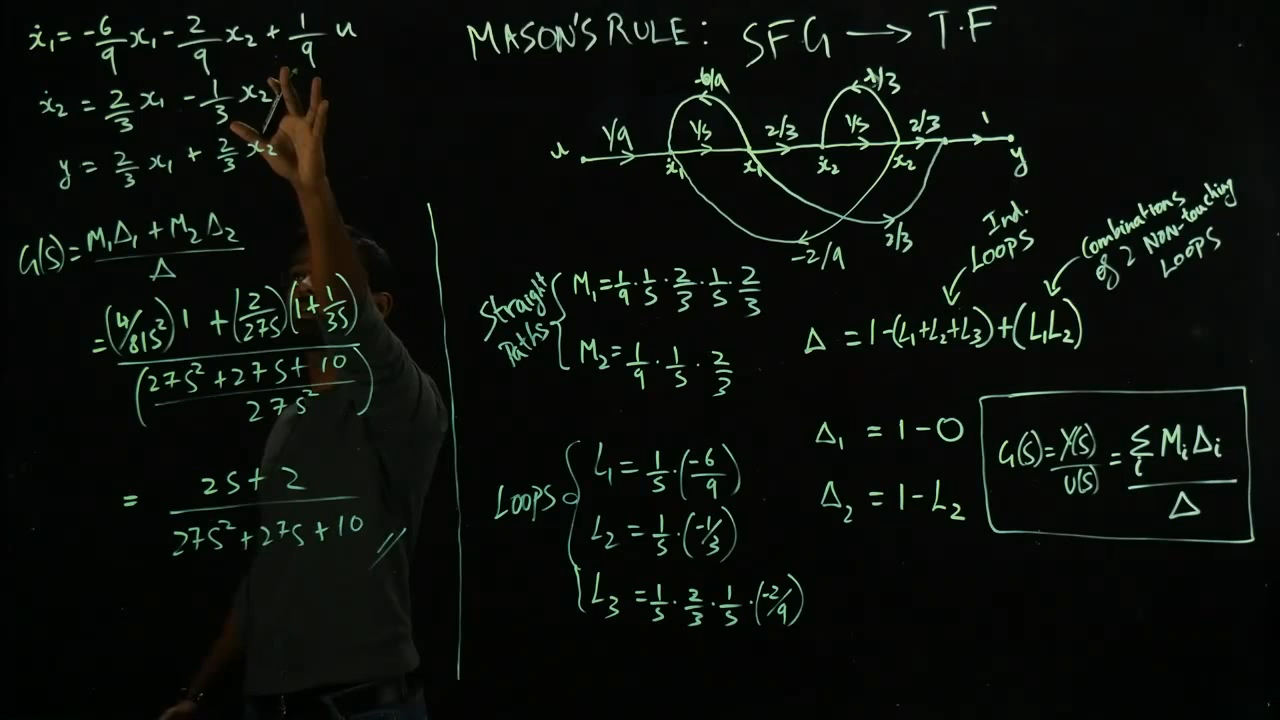 ẋ₁ = -6/9 x₁ - 2/9 x₂ + 1/9 u
ẋ₂ = 2/3 x₁ - 1/3 x₂
y = 2/3 x₁ + 2/3 x₂
G(S) = (M₁Δ₁ + M₂Δ₂)/Δ
= ((4/81S²) 1 + (2/27S)(1 + 1/3S))/((27S² + 27S + 10)/27S²)
= (2S + 2)/(27S² + 27S + 10) //
MASON'S RULE: SFG → T.F
-6/9 -1/3
u 1/9 1/S 2/3 1/S 2/3 1 y
ẋ₁ x₁ ẋ₂ x₂
-2/9 2/3
Straight Paths
M₁ = 1/9 · 1/S · 2/3 · 1/S · 2/3
M₂ = 1/9 · 1/S · 2/3
LOOPS
L₁ = 1/S · (-6/9)
L₂ = 1/S · (-1/3)
L₃ = 1/S · 2/3 · 1/S · (-2/9)
Ind. LOOPS
Combinations of 2 NON-touching LOOPS
Δ = 1 - (L₁ + L₂ + L₃) + (L₁L₂)
Δ₁ = 1 - 0
Δ₂ = 1 - L₂
G(S) = Y(S)/U(S) = Σᵢ MᵢΔᵢ/Δ